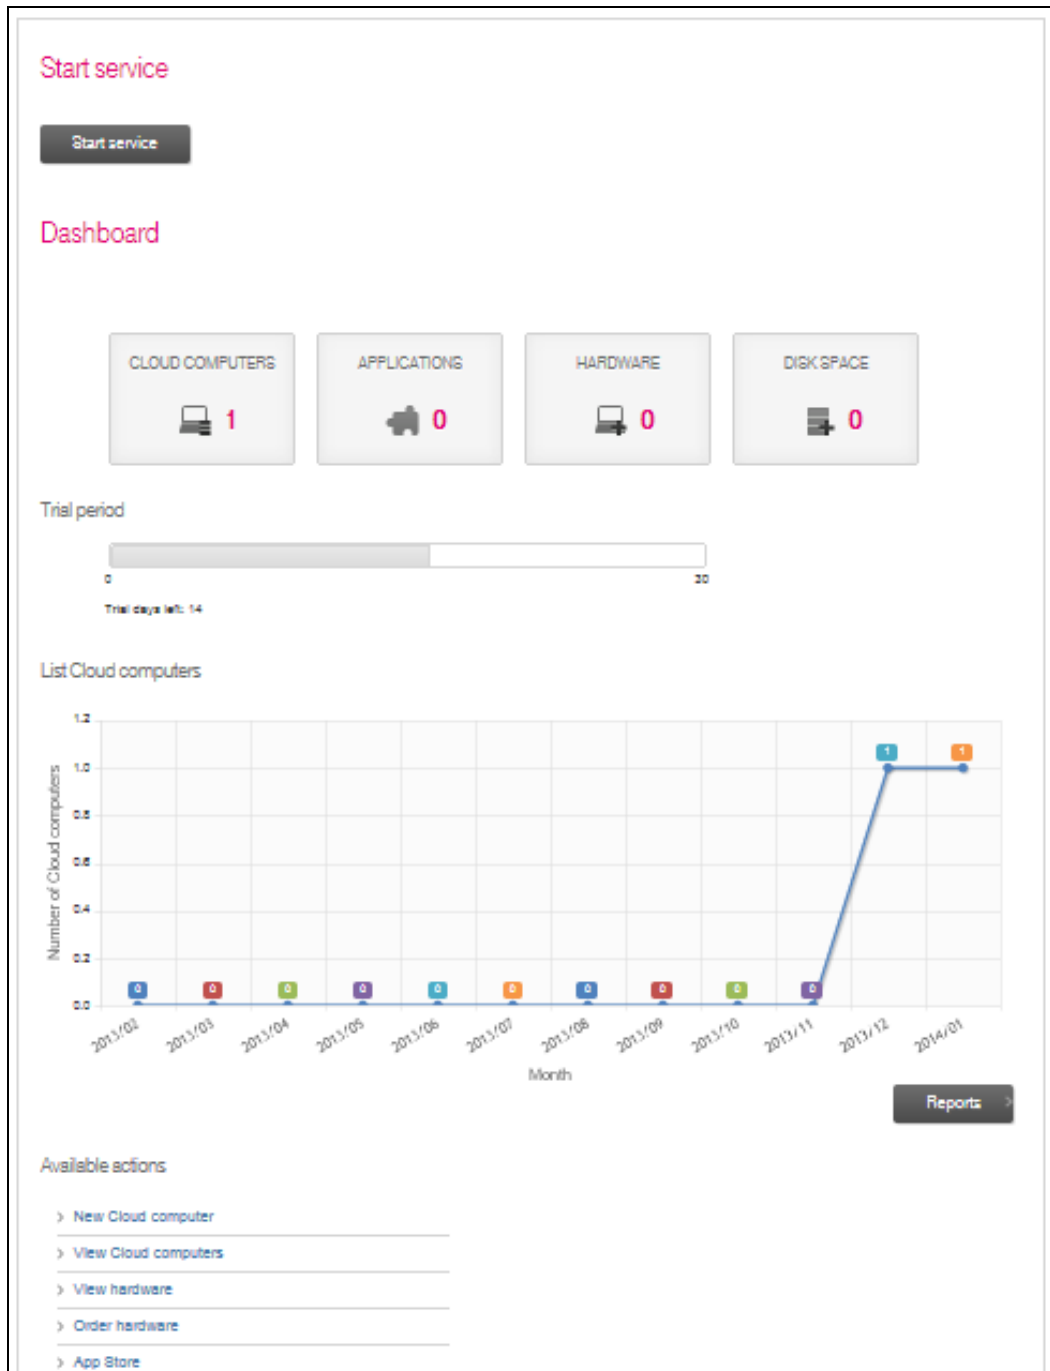 Start service
Start service
Dashboard
CLOUD COMPUTERS APPLICATIONS HARDWARE DISK SPACE
1 0 0 0
Trial period
0 30
Trial days left: 14
List Cloud computers
1.2
1.0
0.8
0.6
0.4
0.2
0.0
Number of Cloud computers
0 0 0 0 0 0 0 0 0 0 1 1
2013/02 2013/03 2013/04 2013/05 2013/06 2013/07 2013/08 2013/09 2013/10 2013/11 2013/12 2014/01
Month
Reports
Available actions
New Cloud computer
View Cloud computers
View hardware
Order hardware
App Store